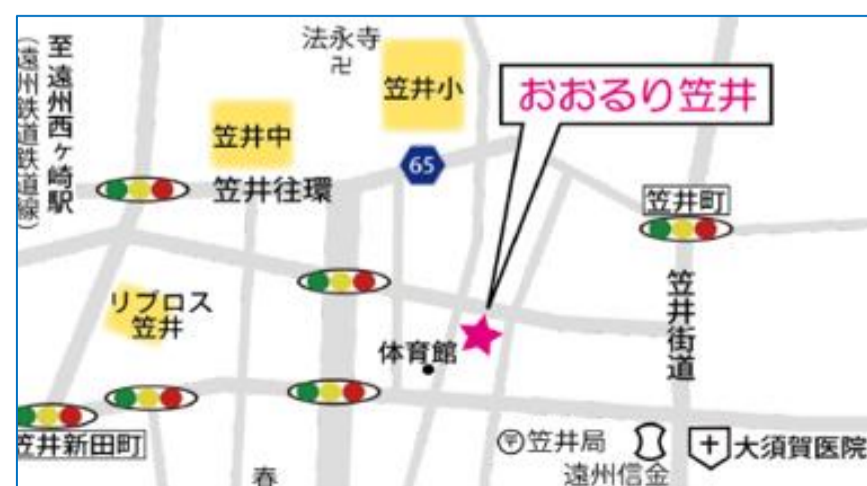 至 遠州西ヶ崎駅
(遠州鉄道鉄道線)
法永寺
笠井小
おおるり笠井
笠井中
65
笠井往環
笠井町
笠井街道
リブロス
笠井
体育館
笠井新田町
笠井局
遠州信金
大須賀医院
春